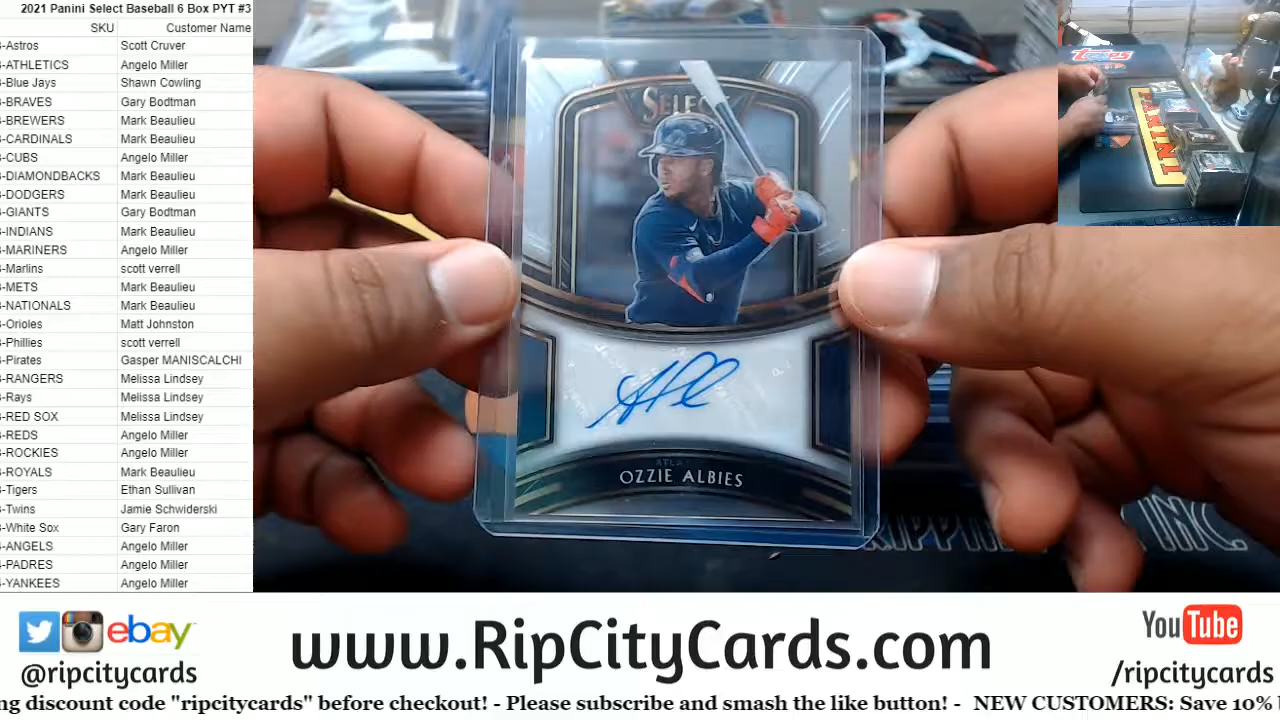 2021 Panini Select Baseball 6 Box PYT #3
SKU Customer Name
-Astros Scott Cruver
-ATHLETICS Angelo Miller
-Blue Jays Shawn Cowling
-BRAVES Gary Bodtman
-BREWERS Mark Beaulieu
-CARDINALS Mark Beaulieu
-CUBS Angelo Miller
-DIAMONDBACKS Mark Beaulieu
-DODGERS Mark Beaulieu
-GIANTS Gary Bodtman
-INDIANS Mark Beaulieu
-MARINERS Angelo Miller
-Marlins scott verrell
-METS Mark Beaulieu
-NATIONALS Mark Beaulieu
-Orioles Matt Johnston
-Phillies scott verrell
-Pirates Gasper MANISCALCHI
-RANGERS Melissa Lindsey
-Rays Melissa Lindsey
-RED SOX Melissa Lindsey
-REDS Angelo Miller
-ROCKIES Angelo Miller
-ROYALS Mark Beaulieu
-Tigers Ethan Sullivan
-Twins Jamie Schwiderski
-White Sox Gary Faron
-ANGELS Angelo Miller
-PADRES Angelo Miller
-YANKEES Angelo Miller
SELECT
OZZIE ALBIES
Topps
PANINI
INC.
ebay
@ripcitycards
www.RipCityCards.com
YouTube
/ripcitycards
ng discount code "ripcitycards" before checkout! - Please subscribe and smash the like button! - NEW CUSTOMERS: Save 10%